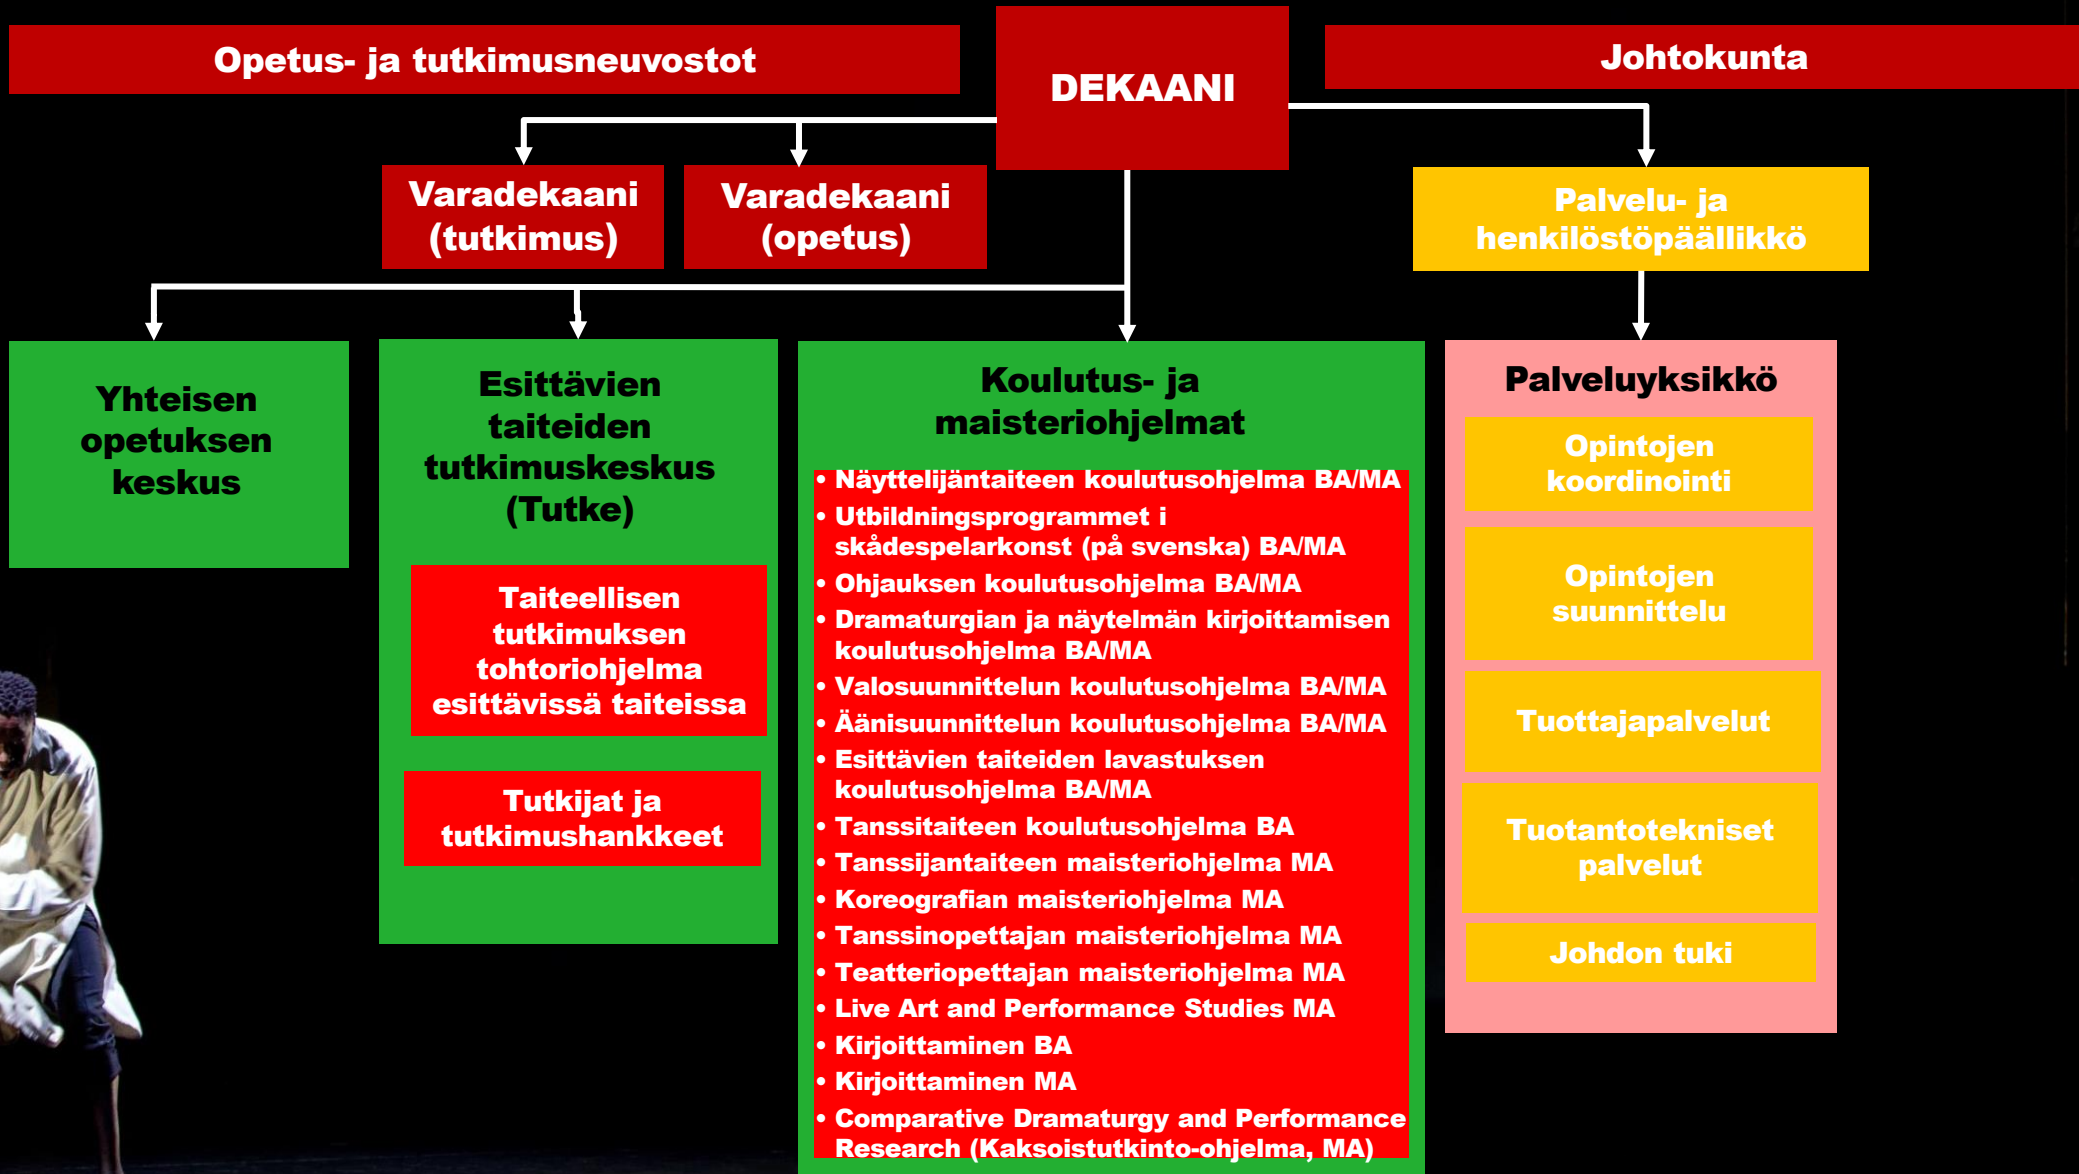 Opetus- ja tutkimusneuvostot
DEKAANI
Johtokunta
Varadekaani
(tutkimus)
Varadekaani
(opetus)
Palvelu- ja
henkilöstöpäällikkö
Yhteisen
opetuksen
keskus
Esittävien
taiteiden
tutkimuskeskus
(Tutke)
Taiteellisen
tutkimuksen
tohtoriohjelma
esittävissä taiteissa
Tutkijat ja
tutkimushankkeet
Koulutus- ja
maisteriohjelmat
• Näyttelijäntaiteen koulutusohjelma BA/MA
• Utbildningsprogrammet i
skådespelarkonst (på svenska) BA/MA
• Ohjauksen koulutusohjelma BA/MA
• Dramaturgian ja näytelmän kirjoittamisen
koulutusohjelma BA/MA
• Valosuunnittelun koulutusohjelma BA/MA
• Äänisuunnittelun koulutusohjelma BA/MA
• Esittävien taiteiden lavastuksen
koulutusohjelma BA/MA
• Tanssitaiteen koulutusohjelma BA
• Tanssijantaiteen maisteriohjelma MA
• Koreografian maisteriohjelma MA
• Tanssinopettajan maisteriohjelma MA
• Teatteriopettajan maisteriohjelma MA
• Live Art and Performance Studies MA
• Kirjoittaminen BA
• Kirjoittaminen MA
• Comparative Dramaturgy and Performance
Research (Kaksoistutkinto-ohjelma, MA)
Palveluyksikkö
Opintojen
koordinointi
Opintojen
suunnittelu
Tuottajapalvelut
Tuotantotekniset
palvelut
Johdon tuki